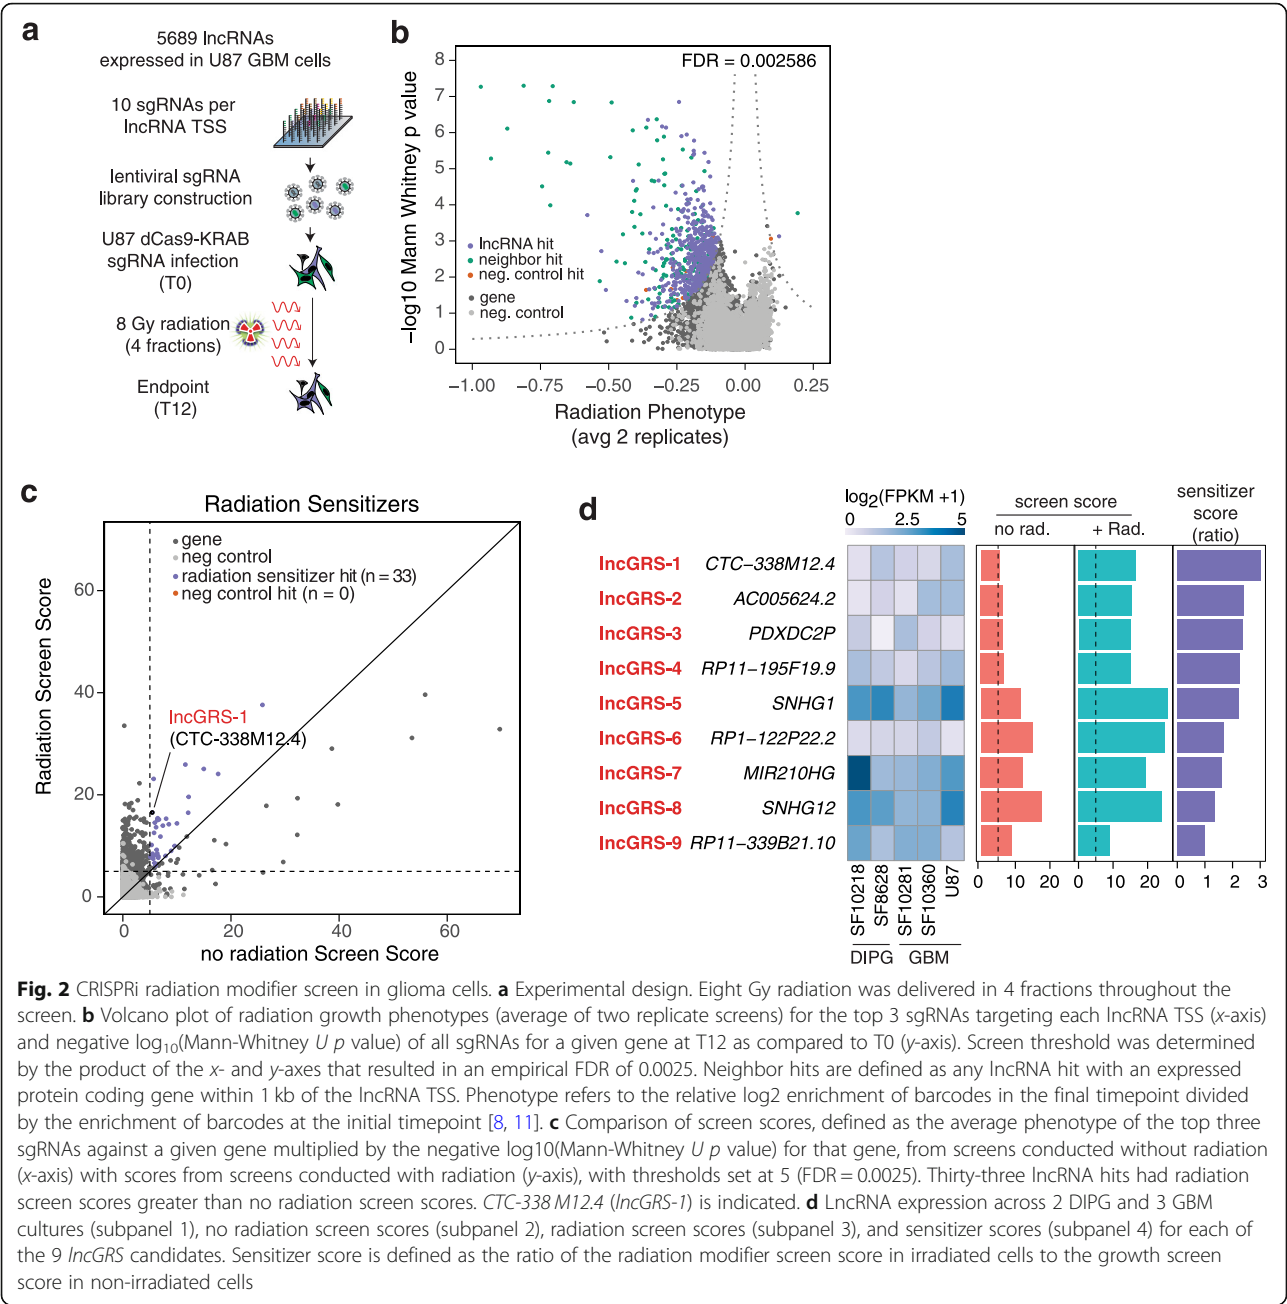 a
5689 lncRNAs
expressed in U87 GBM cells
10 sgRNAs per
lncRNA TSS
lentiviral sgRNA
library construction
U87 dCas9-KRAB
sgRNA infection
(T0)
8 Gy radiation
(4 fractions)
Endpoint
(T12)
b
FDR = 0.002586
−log10 Mann Whitney p value
8
7
6
5
4
3
2
1
0
lncRNA hit
neighbor hit
neg. control hit
gene
neg. control
−1.00 −0.75 −0.50 −0.25 0.00 0.25
Radiation Phenotype
(avg 2 replicates)
c
Radiation Sensitizers
gene
neg control
radiation sensitizer hit (n = 33)
neg control hit (n = 0)
Radiation Screen Score
60
40
20
0
lncGRS-1
(CTC-338M12.4)
0 20 40 60
no radiation Screen Score
d
log2(FPKM +1)
0 2.5 5
screen score
no rad. + Rad.
sensitizer
score
(ratio)
lncGRS-1 CTC−338M12.4
lncGRS-2 AC005624.2
lncGRS-3 PDXDC2P
lncGRS-4 RP11−195F19.9
lncGRS-5 SNHG1
lncGRS-6 RP1−122P22.2
lncGRS-7 MIR210HG
lncGRS-8 SNHG12
lncGRS-9 RP11−339B21.10
0 10 20 0 10 20 0 1 2 3
SF10218
SF8628
SF10281
SF10360
U87
DIPG GBM
Fig. 2 CRISPRi radiation modifier screen in glioma cells. a Experimental design. Eight Gy radiation was delivered in 4 fractions throughout the
screen. b Volcano plot of radiation growth phenotypes (average of two replicate screens) for the top 3 sgRNAs targeting each lncRNA TSS (x-axis)
and negative log10(Mann-Whitney U p value) of all sgRNAs for a given gene at T12 as compared to T0 (y-axis). Screen threshold was determined
by the product of the x- and y-axes that resulted in an empirical FDR of 0.0025. Neighbor hits are defined as any lncRNA hit with an expressed
protein coding gene within 1 kb of the lncRNA TSS. Phenotype refers to the relative log2 enrichment of barcodes in the final timepoint divided
by the enrichment of barcodes at the initial timepoint [8, 11]. c Comparison of screen scores, defined as the average phenotype of the top three
sgRNAs against a given gene multiplied by the negative log10(Mann-Whitney U p value) for that gene, from screens conducted without radiation
(x-axis) with scores from screens conducted with radiation (y-axis), with thresholds set at 5 (FDR = 0.0025). Thirty-three lncRNA hits had radiation
screen scores greater than no radiation screen scores. CTC-338 M12.4 (lncGRS-1) is indicated. d LncRNA expression across 2 DIPG and 3 GBM
cultures (subpanel 1), no radiation screen scores (subpanel 2), radiation screen scores (subpanel 3), and sensitizer scores (subpanel 4) for each of
the 9 lncGRS candidates. Sensitizer score is defined as the ratio of the radiation modifier screen score in irradiated cells to the growth screen
score in non-irradiated cells